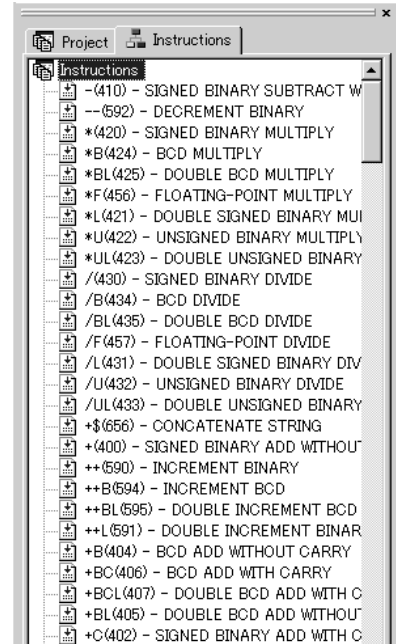 Project Instructions
Instructions
-(410) - SIGNED BINARY SUBTRACT W
--(592) - DECREMENT BINARY
*(420) - SIGNED BINARY MULTIPLY
*B(424) - BCD MULTIPLY
*BL(425) - DOUBLE BCD MULTIPLY
*F(456) - FLOATING-POINT MULTIPLY
*L(421) - DOUBLE SIGNED BINARY MUL
*U(422) - UNSIGNED BINARY MULTIPLY
*UL(423) - DOUBLE UNSIGNED BINARY
/(430) - SIGNED BINARY DIVIDE
/B(434) - BCD DIVIDE
/BL(435) - DOUBLE BCD DIVIDE
/F(457) - FLOATING-POINT DIVIDE
/L(431) - DOUBLE SIGNED BINARY DIV
/U(432) - UNSIGNED BINARY DIVIDE
/UL(433) - DOUBLE UNSIGNED BINARY
+$(656) - CONCATENATE STRING
+(400) - SIGNED BINARY ADD WITHOUT
++(590) - INCREMENT BINARY
++B(594) - INCREMENT BCD
++BL(595) - DOUBLE INCREMENT BCD
++L(591) - DOUBLE INCREMENT BINAR
+B(404) - BCD ADD WITHOUT CARRY
+BC(406) - BCD ADD WITH CARRY
+BCL(407) - DOUBLE BCD ADD WITH C
+BL(405) - DOUBLE BCD ADD WITHOUT
+C(402) - SIGNED BINARY ADD WITH C